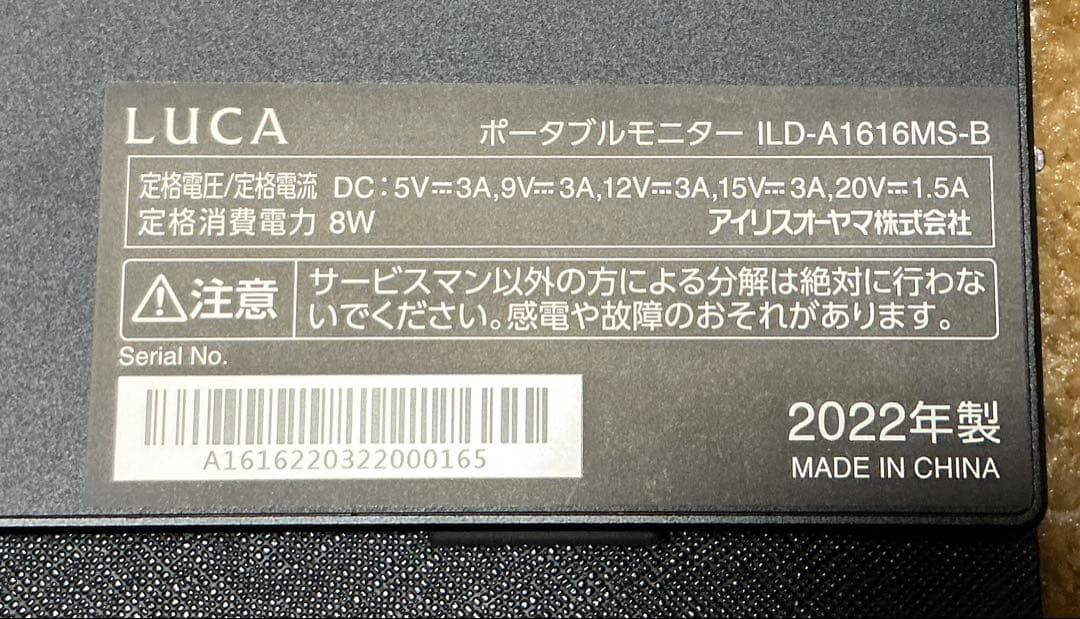 LUCA
ポータブルモニター ILD-A1616MS-B
定格電圧/定格電流 DC:5V⎓3A,9V⎓3A,12V⎓3A,15V⎓3A,20V⎓1.5A
定格消費電力 8W アイリスオーヤマ株式会社
注意
サービスマン以外の方による分解は絶対に行わな
いでください。感電や故障のおそれがあります。
Serial No.
A1616220322000165
2022年製
MADE IN CHINA